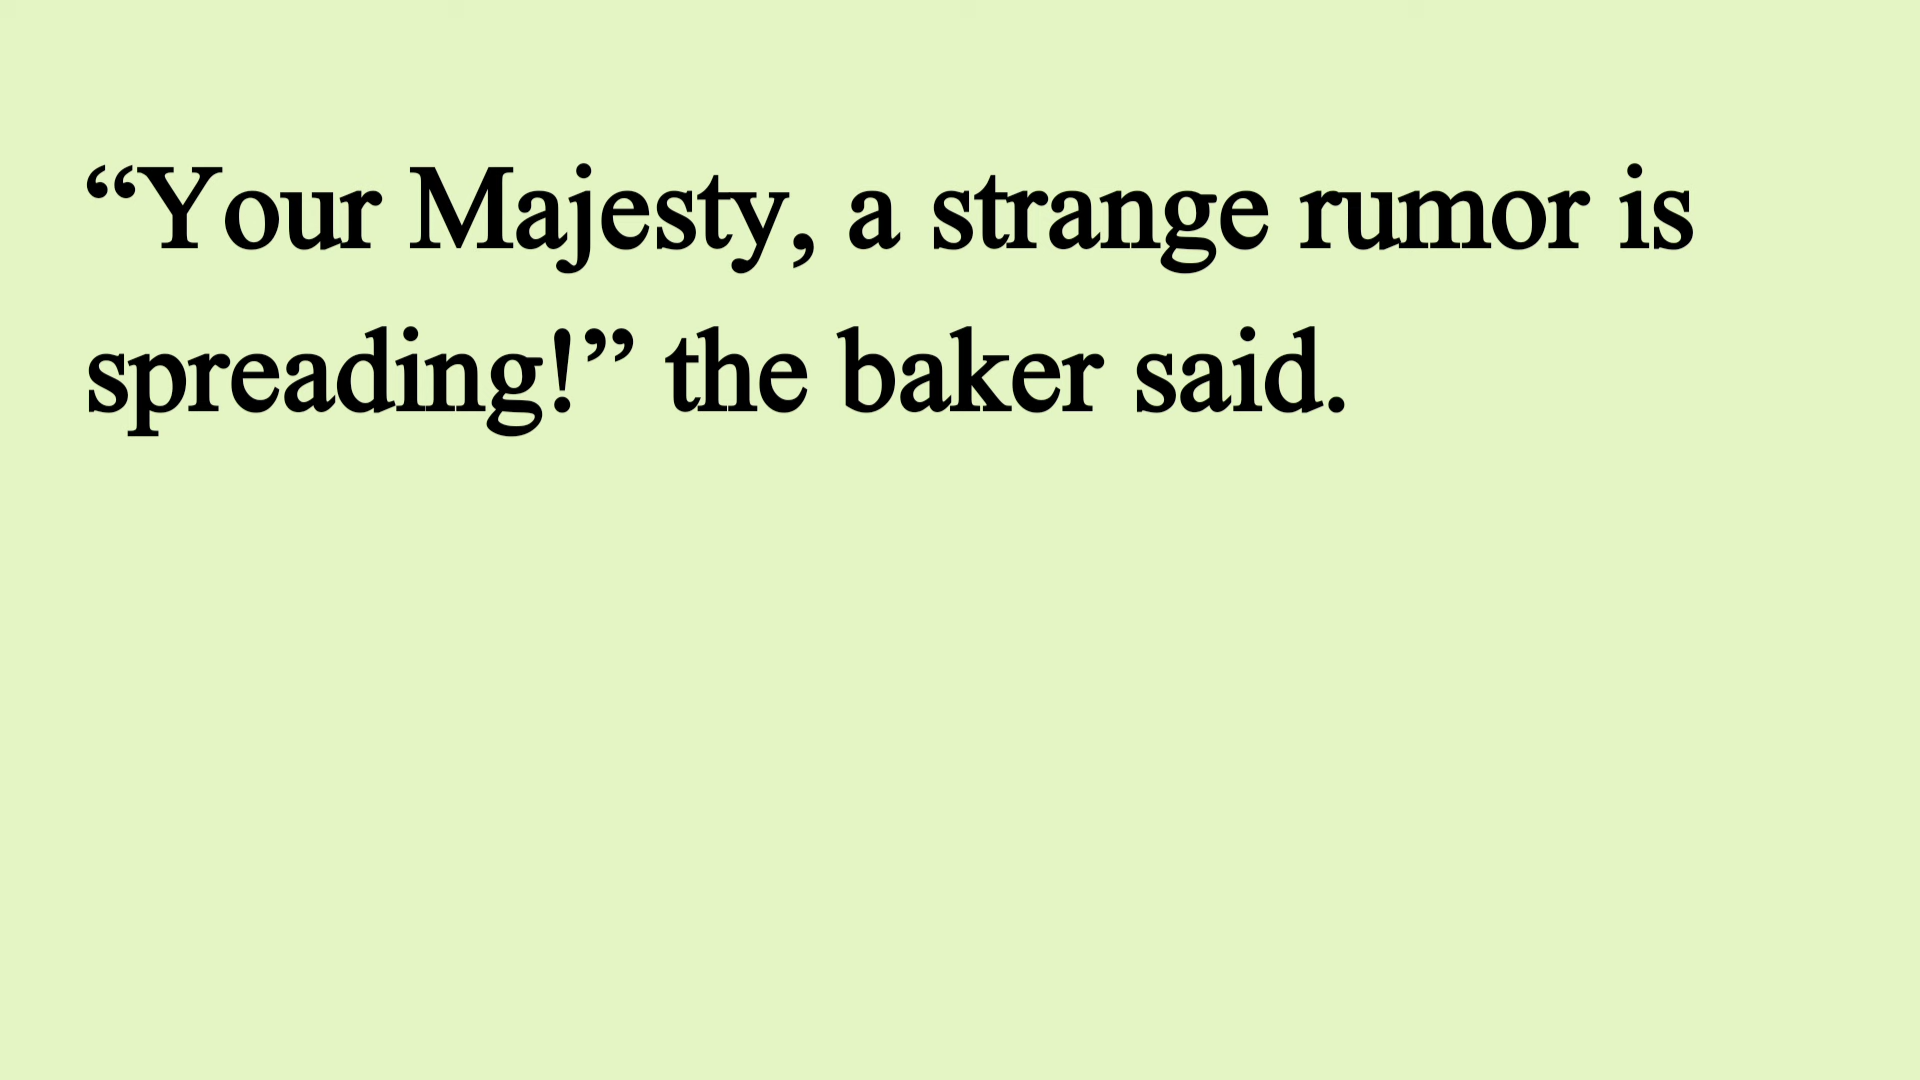 “Your Majesty, a strange rumor is
spreading!” the baker said.